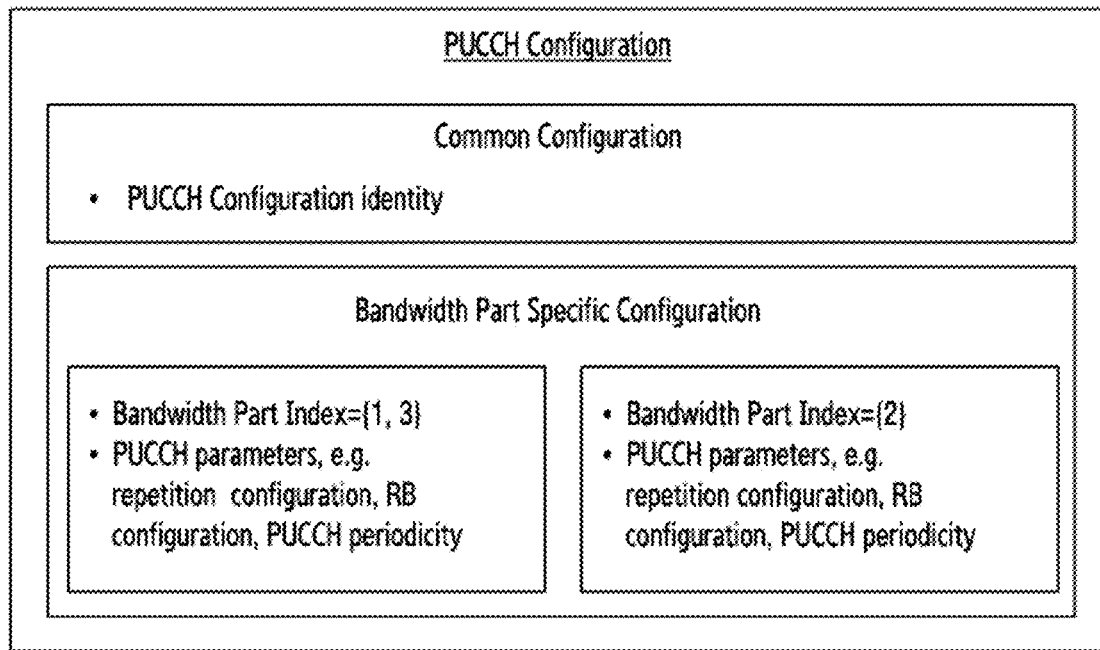 PUCCH Configuration
Common Configuration
• PUCCH Configuration identity
Bandwidth Part Specific Configuration
• Bandwidth Part Index={1, 3}
• PUCCH parameters, e.g.
repetition configuration, RB
configuration, PUCCH periodicity
• Bandwidth Part Index={2}
• PUCCH parameters, e.g.
repetition configuration, RB
configuration, PUCCH periodicity